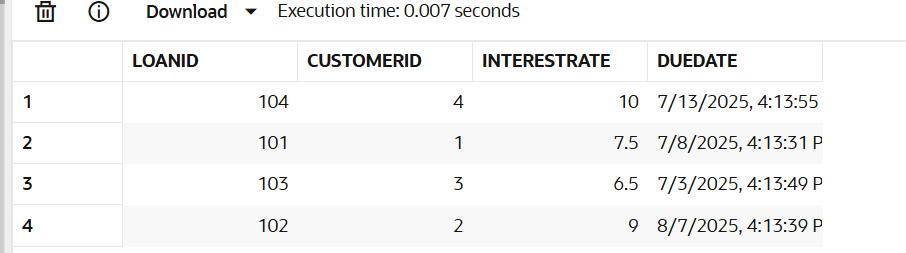 Download Execution time: 0.007 seconds
LOANID CUSTOMERID INTERESTRATE DUEDATE
1 104 4 10 7/13/2025, 4:13:55
2 101 1 7.5 7/8/2025, 4:13:31 P
3 103 3 6.5 7/3/2025, 4:13:49 P
4 102 2 9 8/7/2025, 4:13:39 P